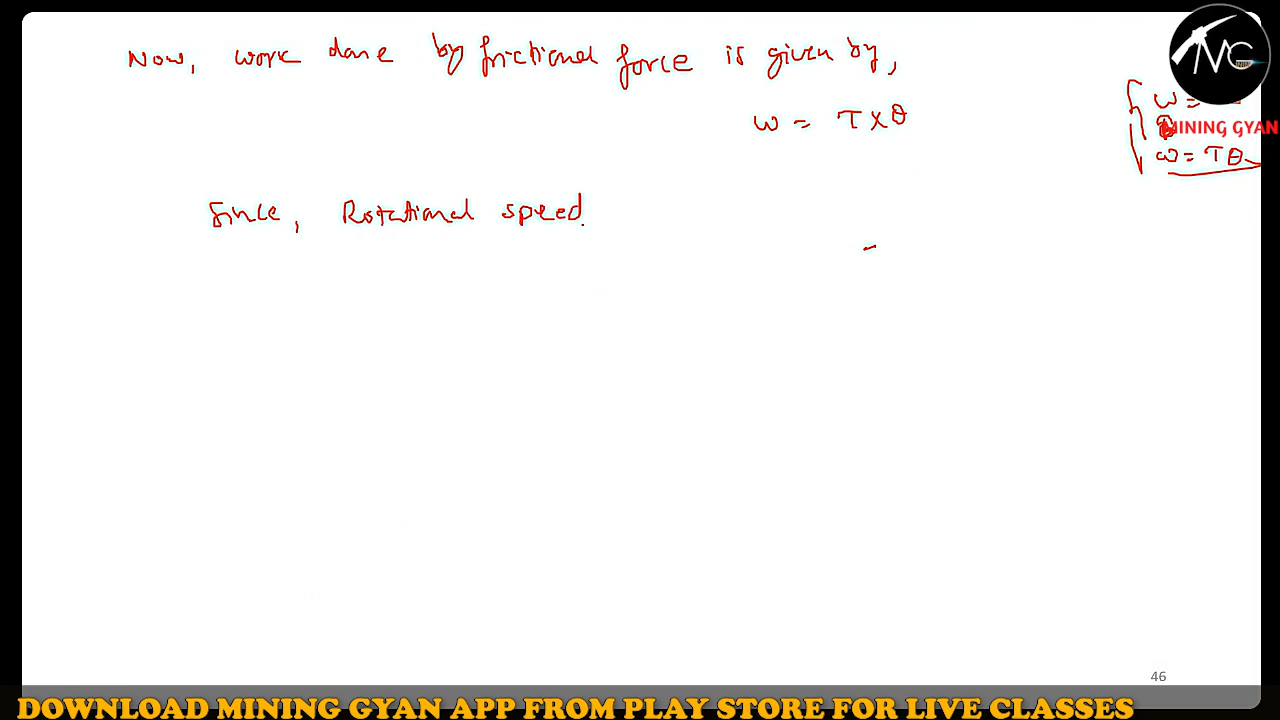 Now, work done by frictional force is given by,
W = T × θ
W =
MINING GYAN
W = Tθ
Since, Rotational speed.
46
DOWNLOAD MINING GYAN APP FROM PLAY STORE FOR LIVE CLASSES